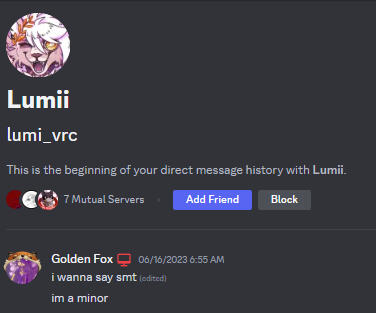 Lumii
lumi_vrc
This is the beginning of your direct message history with Lumii.
7 Mutual Servers • Add Friend Block
Golden Fox 06/16/2023 6:55 AM
i wanna say smt (edited)
im a minor